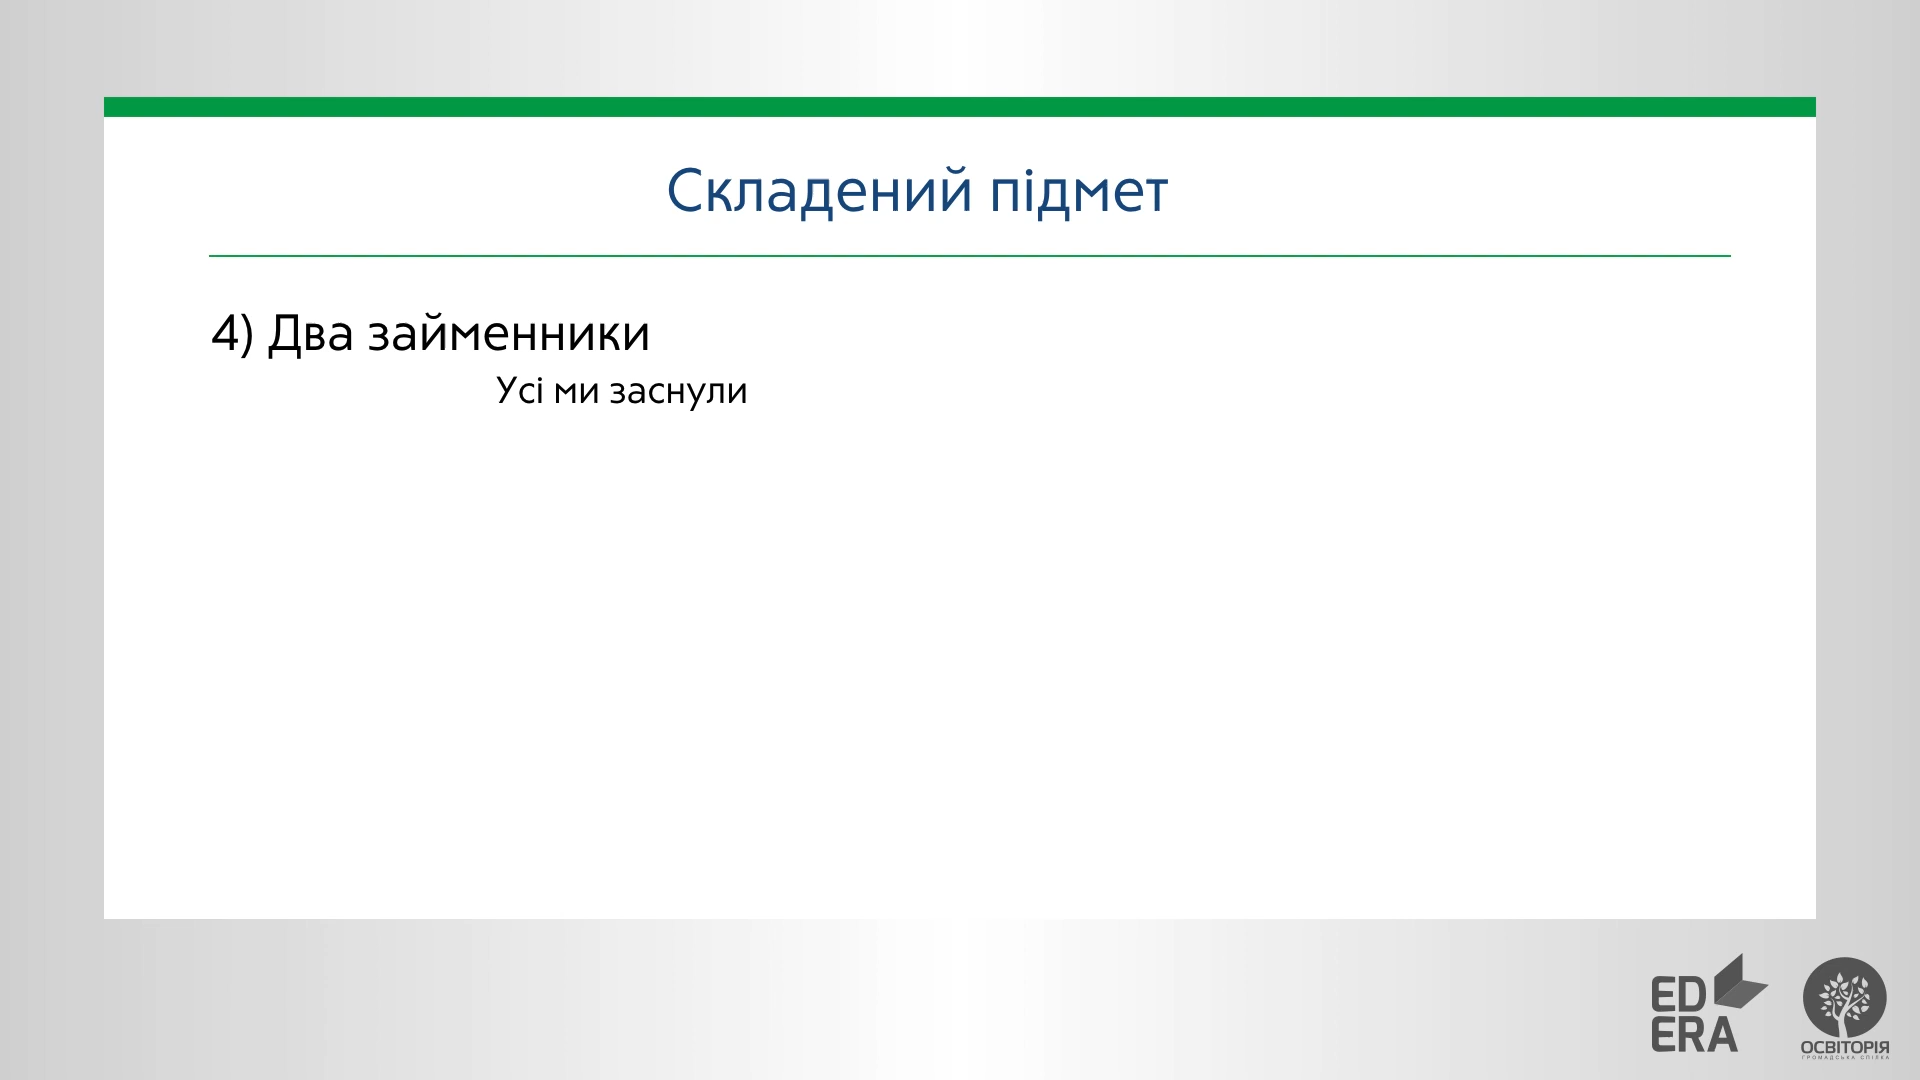 Складений підмет
4) Два займенники
Усі ми заснули
ED
ERA
ОСВІТОРІЯ
ГРОМАДСЬКА СПІЛКА